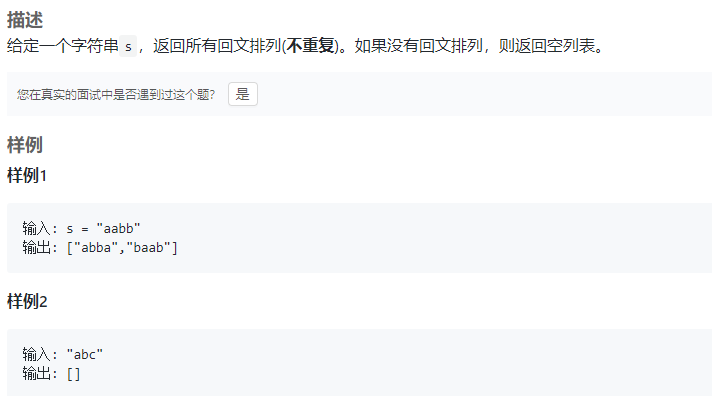 描述
给定一个字符串 s ，返回所有回文排列(不重复)。如果没有回文排列，则返回空列表。
您在真实的面试中是否遇到过这个题? 是
样例
样例1
输入: s = "aabb"
输出: ["abba","baab"]
样例2
输入: "abc"
输出: []